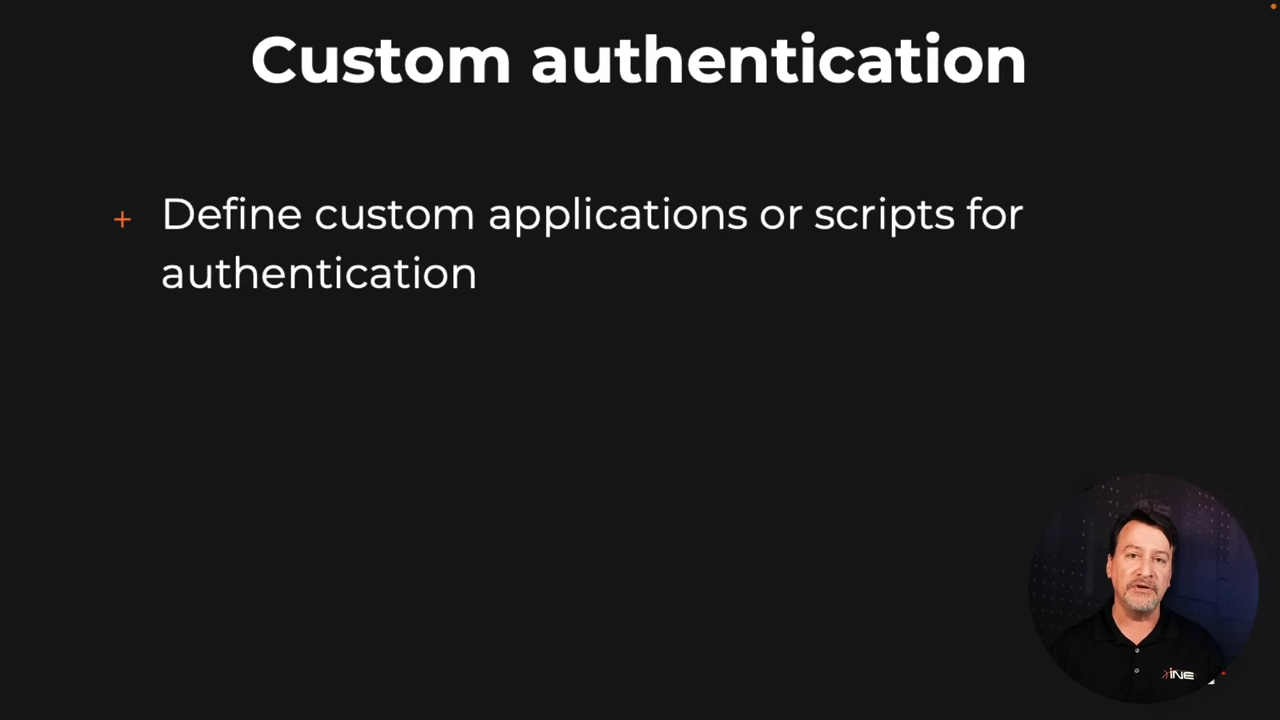 Custom authentication
+ Define custom applications or scripts for
authentication
INE